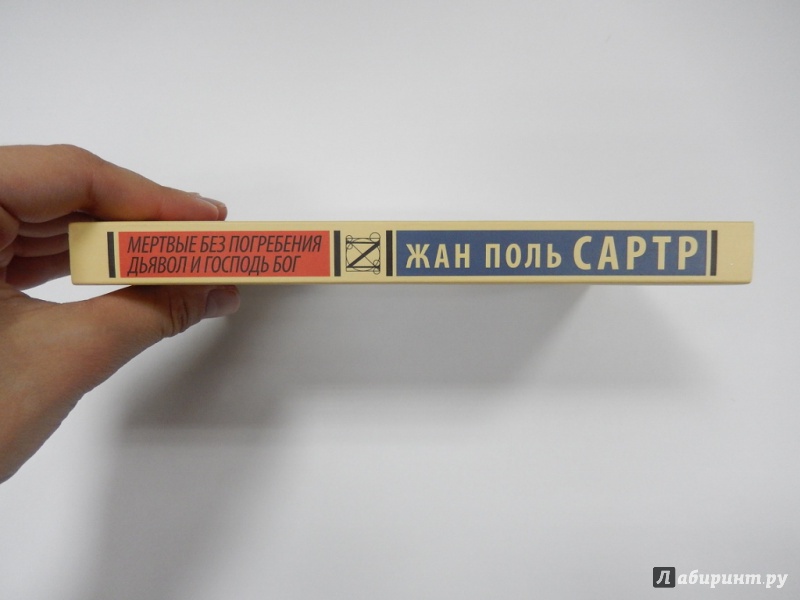 МЕРТВЫЕ БЕЗ ПОГРЕБЕНИЯ
ДЬЯВОЛ И ГОСПОДЬ БОГ
ЖАН ПОЛЬ САРТР
Лабиринт.ру